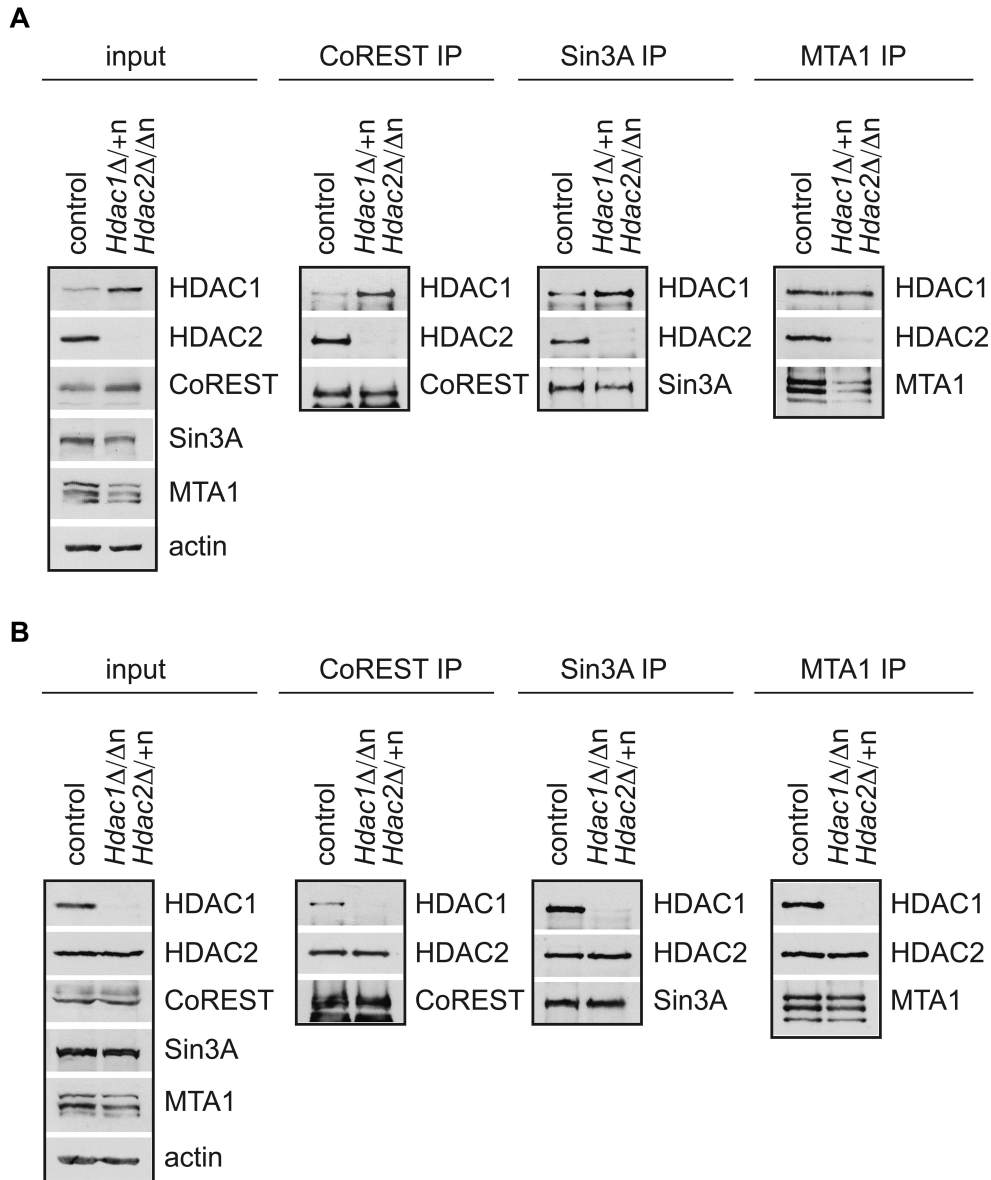 A
input
CoREST IP
Sin3A IP
MTA1 IP
control
Hdac1Δ/+n
Hdac2Δ/Δn
control
Hdac1Δ/+n
Hdac2Δ/Δn
control
Hdac1Δ/+n
Hdac2Δ/Δn
control
Hdac1Δ/+n
Hdac2Δ/Δn
HDAC1
HDAC1
HDAC1
HDAC1
HDAC2
HDAC2
HDAC2
HDAC2
CoREST
CoREST
Sin3A
MTA1
Sin3A
MTA1
actin
B
input
CoREST IP
Sin3A IP
MTA1 IP
control
Hdac1Δ/Δn
Hdac2Δ/+n
control
Hdac1Δ/Δn
Hdac2Δ/+n
control
Hdac1Δ/Δn
Hdac2Δ/+n
control
Hdac1Δ/Δn
Hdac2Δ/+n
HDAC1
HDAC1
HDAC1
HDAC1
HDAC2
HDAC2
HDAC2
HDAC2
CoREST
CoREST
Sin3A
MTA1
Sin3A
MTA1
actin